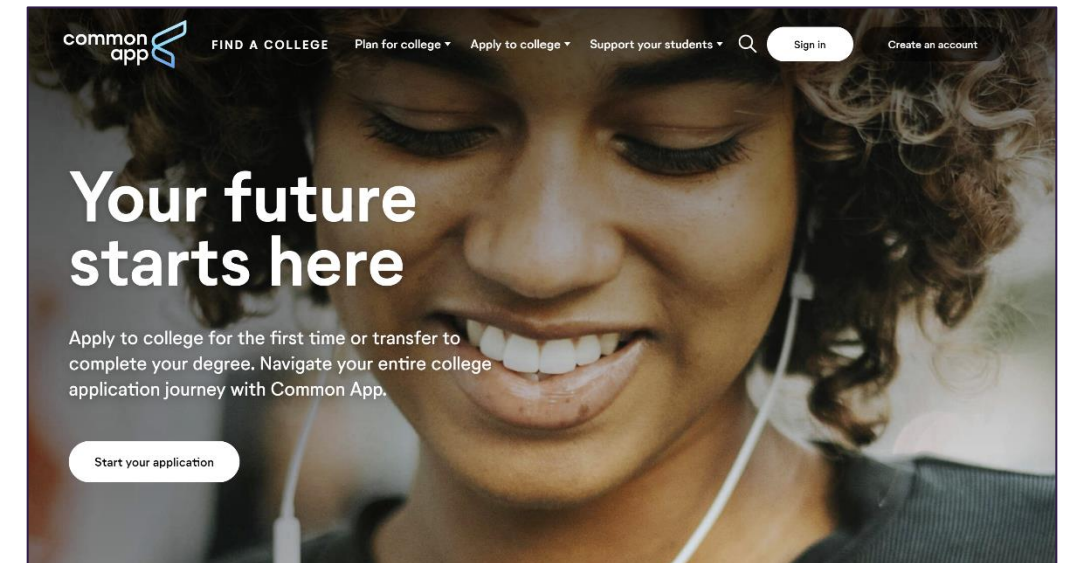 common
app
FIND A COLLEGE
Plan for college
Apply to college
Support your students
Sign in
Create an account
Your future
starts here
Apply to college for the first time or transfer to
complete your degree. Navigate your entire college
application journey with Common App.
Start your application